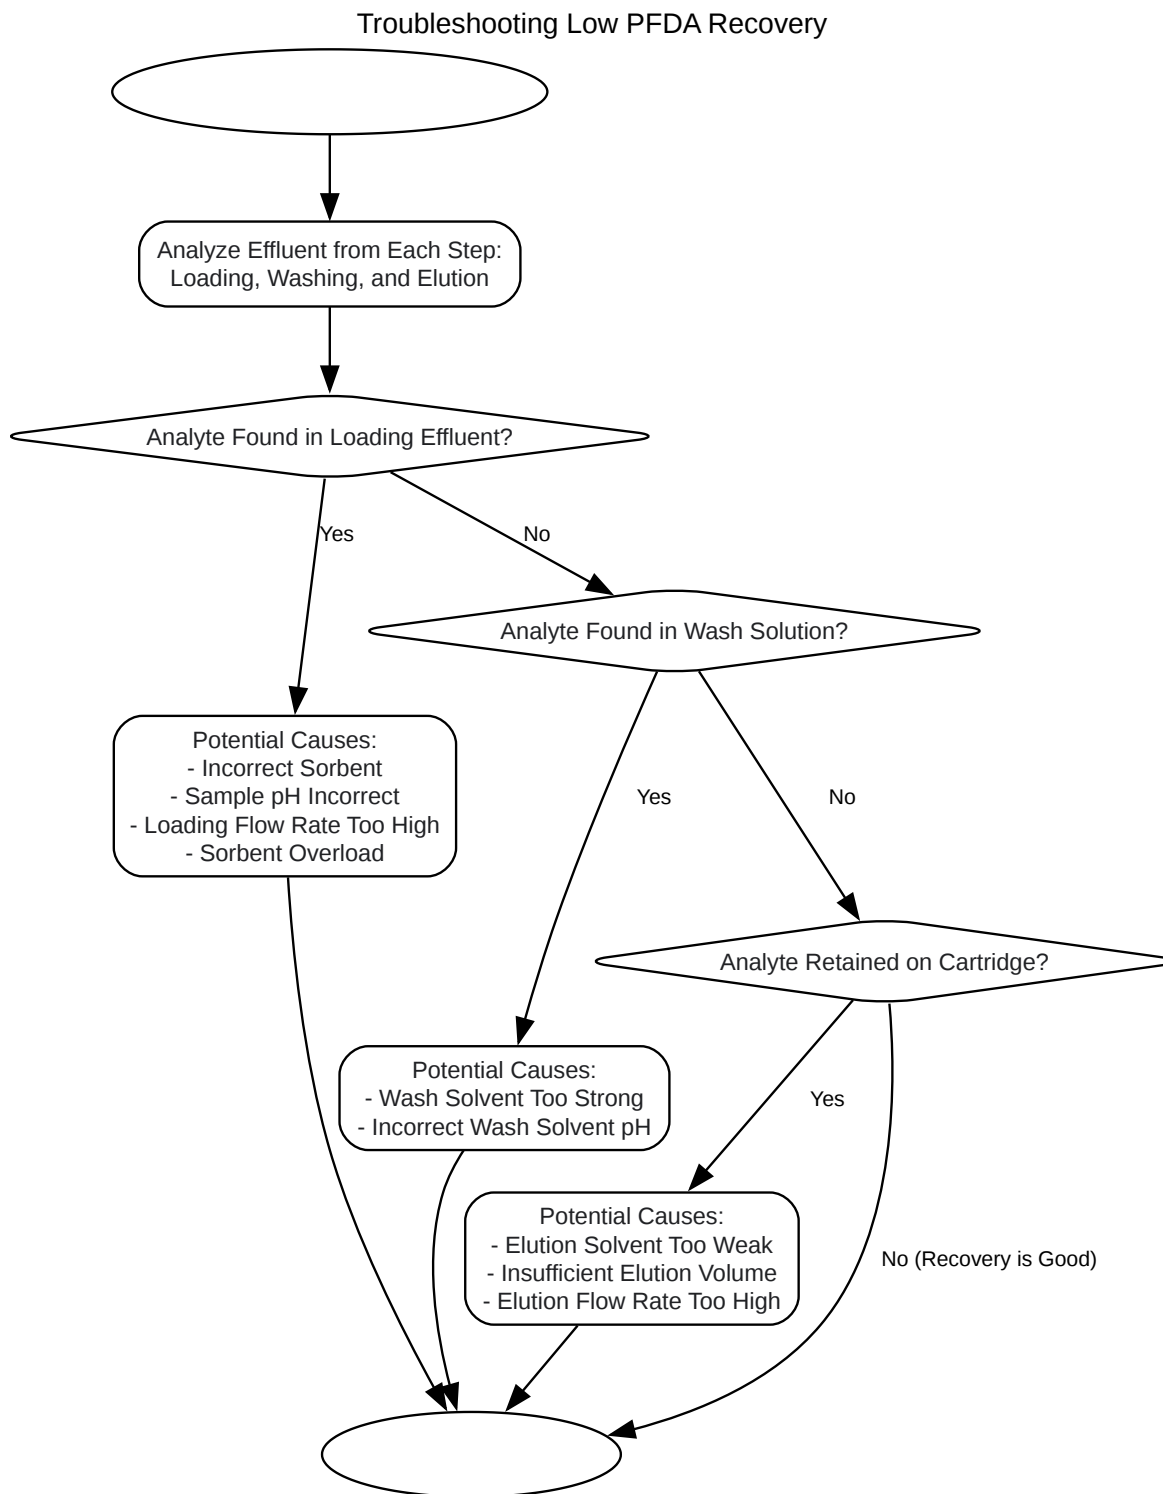 Troubleshooting Low PFDA Recovery
Analyze Effluent from Each Step:
Loading, Washing, and Elution
Analyte Found in Loading Effluent?
Yes
No
Analyte Found in Wash Solution?
Potential Causes:
- Incorrect Sorbent
- Sample pH Incorrect
- Loading Flow Rate Too High
- Sorbent Overload
Yes
No
Analyte Retained on Cartridge?
Potential Causes:
- Wash Solvent Too Strong
- Incorrect Wash Solvent pH
Yes
Potential Causes:
- Elution Solvent Too Weak
- Insufficient Elution Volume
- Elution Flow Rate Too High
No (Recovery is Good)